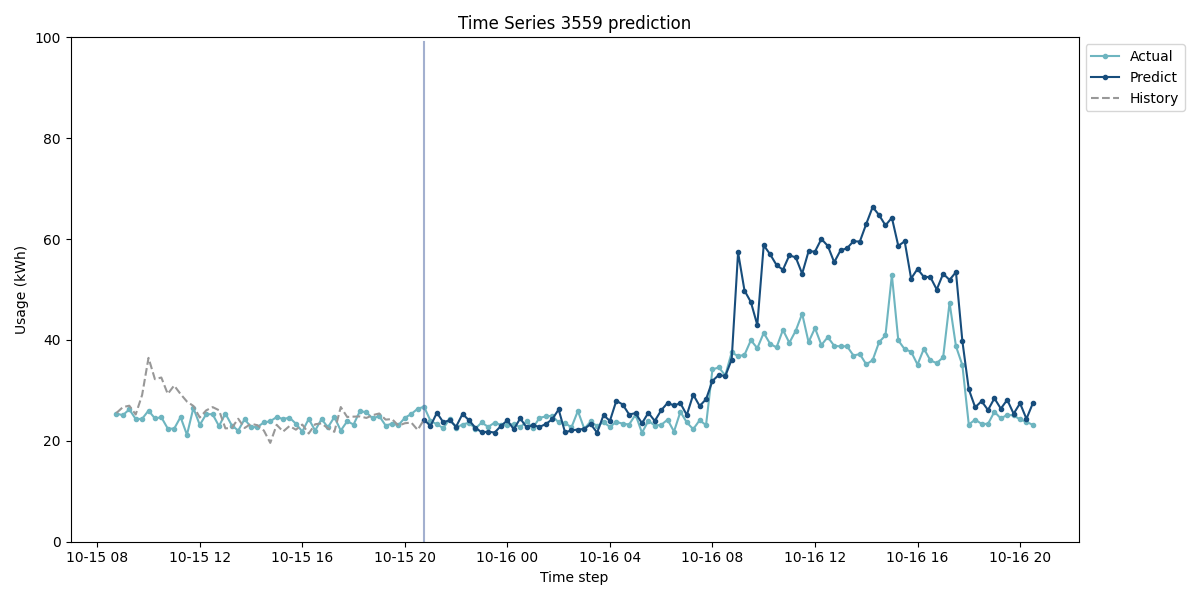 Time Series 3559 prediction
100
80
60
40
20
0
Usage (kWh)
10-15 08 10-15 12 10-15 16 10-15 20 10-16 00 10-16 04 10-16 08 10-16 12 10-16 16 10-16 20
Time step
Actual
Predict
History